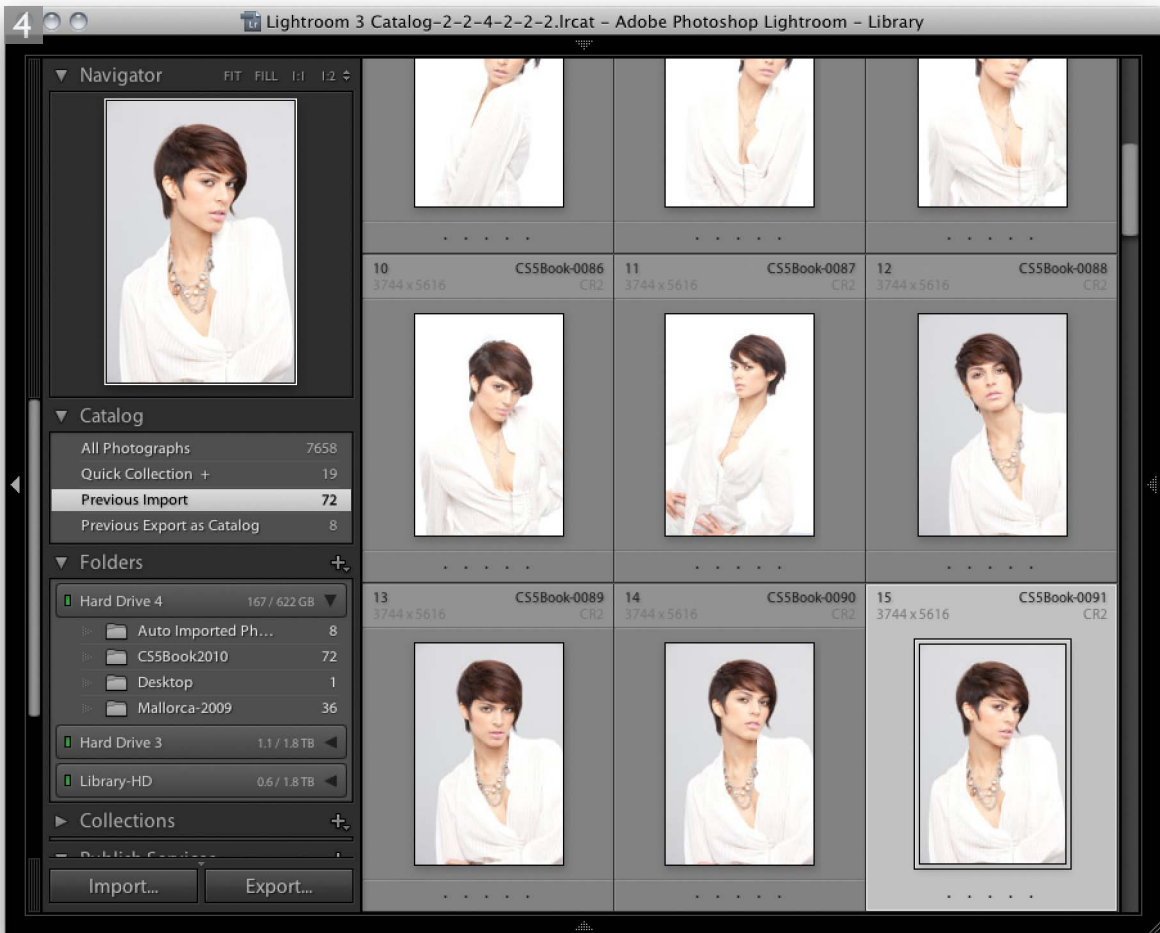 4
Lightroom 3 Catalog-2-2-4-2-2-2.lrcat – Adobe Photoshop Lightroom – Library
Navigator FIT FILL 1:1 1:2
Catalog
All Photographs 7658
Quick Collection + 19
Previous Import 72
Previous Export as Catalog 8
Folders
Hard Drive 4 167 / 622 GB
Auto Imported Ph... 8
CS5Book2010 72
Desktop 1
Mallorca-2009 36
Hard Drive 3 1.1 / 1.8 TB
Library-HD 0.6 / 1.8 TB
Collections
Publish Services
Import... Export...
10 CS5Book-0086
3744 x 5616 CR2
11 CS5Book-0087
3744 x 5616 CR2
12 CS5Book-0088
3744 x 5616 CR2
13 CS5Book-0089
3744 x 5616 CR2
14 CS5Book-0090
3744 x 5616 CR2
15 CS5Book-0091
3744 x 5616 CR2